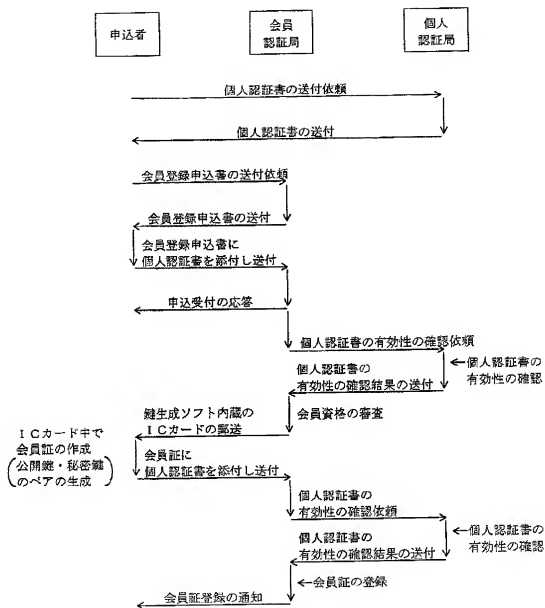 申込者
会員
認証局
個人
認証局
個人認証書の送付依頼
個人認証書の送付
会員登録申込書の送付依頼
会員登録申込書の送付
会員登録申込書に
個人認証書を添付し送付
申込受付の応答
個人認証書の有効性の確認依頼
個人認証書の
有効性の確認
個人認証書の
有効性の確認結果の送付
会員資格の審査
鍵生成ソフト内蔵の
ICカードの郵送
ICカード中で
会員証の作成
(公開鍵・秘密鍵
のペアの生成)
会員証に
個人認証書を添付し送付
個人認証書の
有効性の確認依頼
個人認証書の
有効性の確認
個人認証書の
有効性の確認結果の送付
会員証の登録
会員証登録の通知